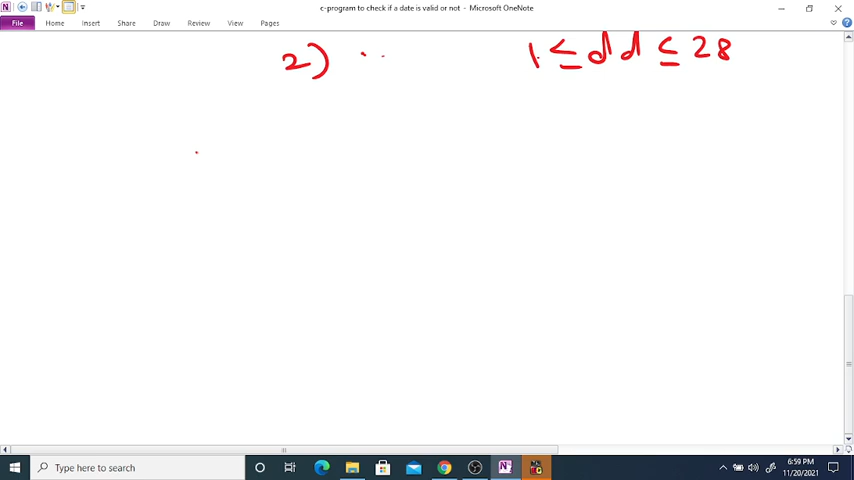 c-program to check if a date is valid or not - Microsoft OneNote
File Home Insert Share Draw Review View Pages
2) .. 1 ≤ dd ≤ 28
Type here to search
6:59 PM
11/20/2021